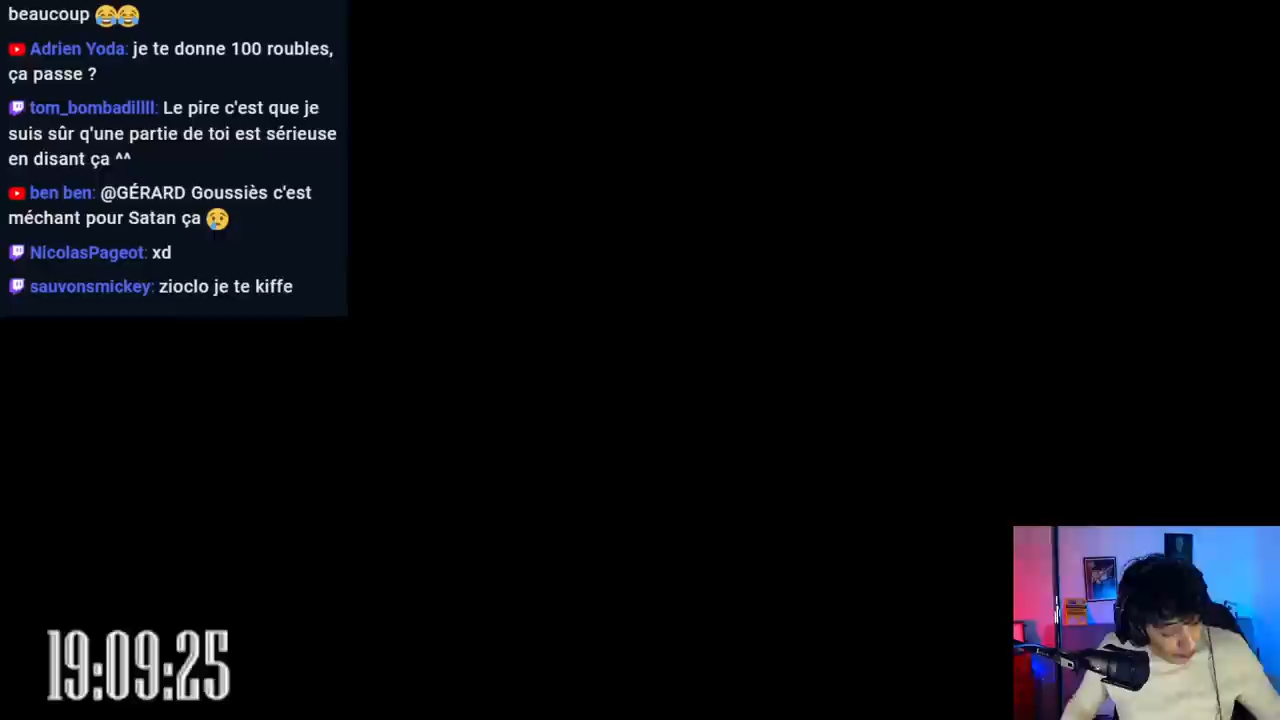 beaucoup 😂😂
Adrien Yoda: je te donne 100 roubles,
ça passe ?
tom_bombadillll: Le pire c'est que je
suis sûr q'une partie de toi est sérieuse
en disant ça ^^
ben ben: @GÉRARD Goussiès c'est
méchant pour Satan ça 😢
NicolasPageot: xd
sauvonsmickey: zioclo je te kiffe
19:09:25